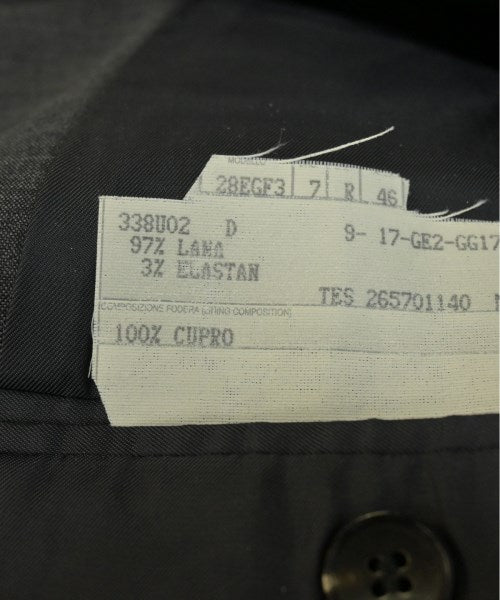 MODELLO
28EGF3 7 R 46
338U02 D 9- 17-GE2-GG17
97% LANA
3% ELASTAN
TES 265701140
COMPOSIZIONE FODERA (LINING COMPOSITION)
100% CUPRO